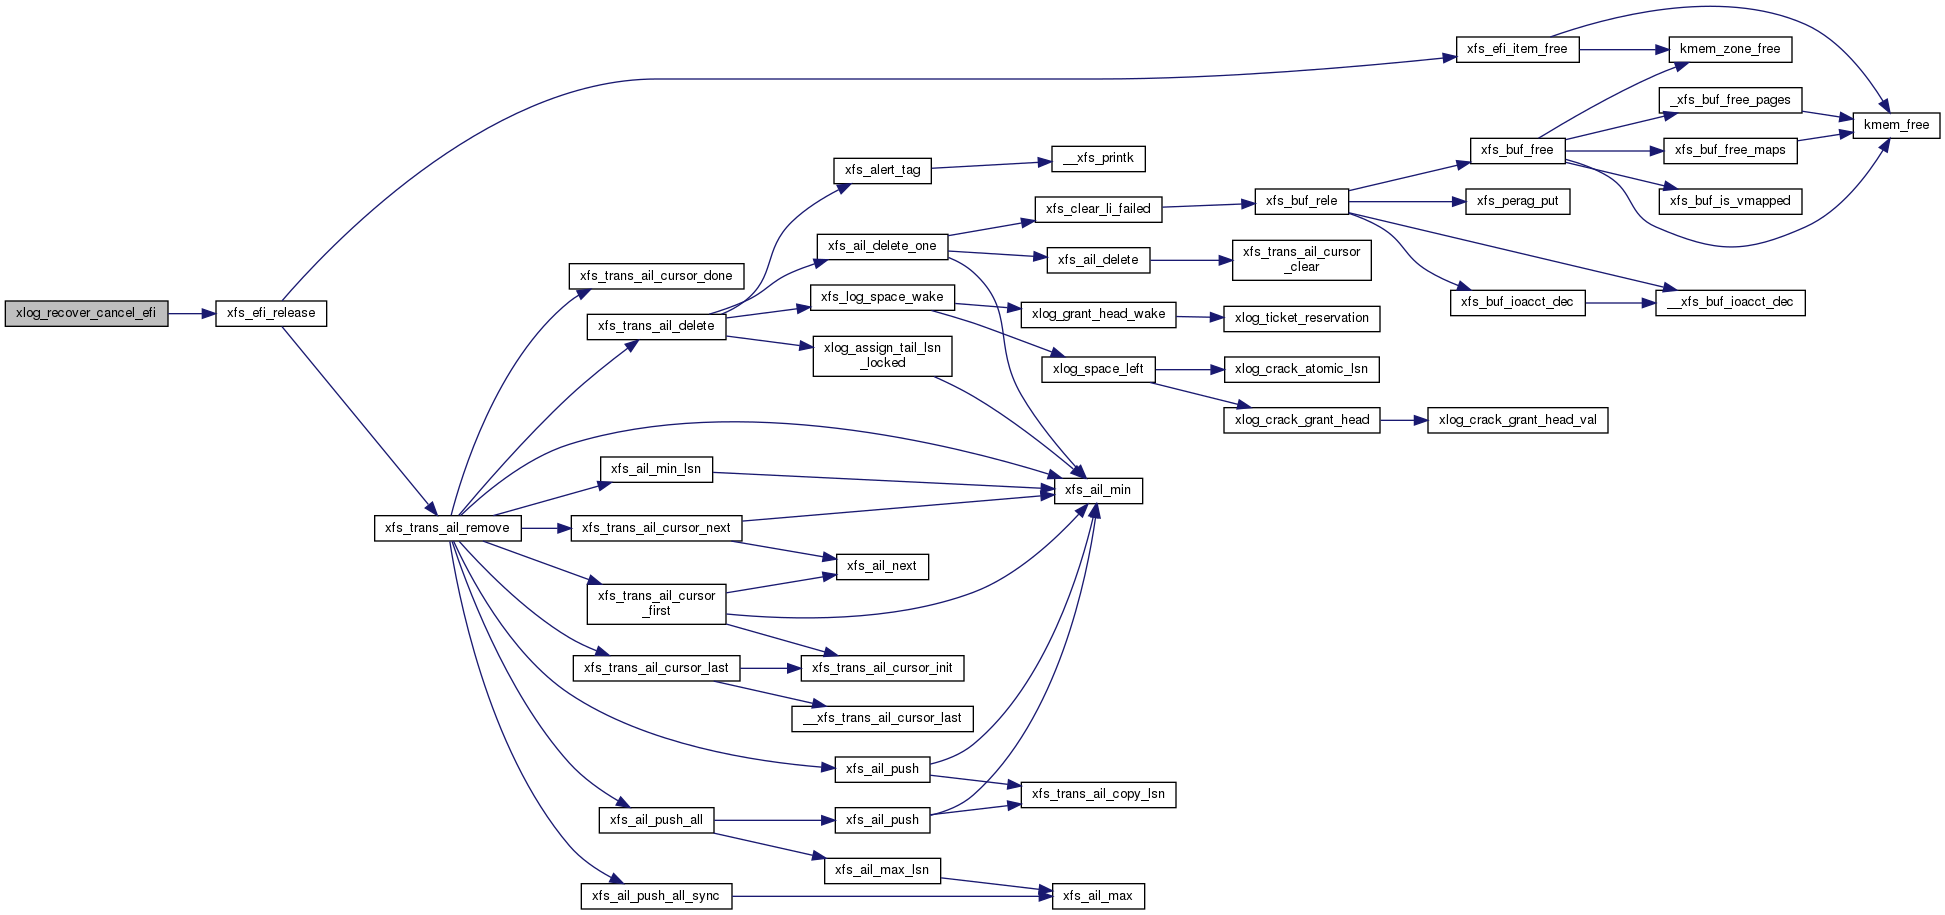 xlog_recover_cancel_efi
xfs_efi_release
xfs_efi_item_free
kmem_zone_free
_xfs_buf_free_pages
kmem_free
xfs_buf_free
xfs_buf_free_maps
xfs_buf_is_vmapped
xfs_alert_tag
__xfs_printk
xfs_clear_li_failed
xfs_buf_rele
xfs_perag_put
xfs_ail_delete_one
xfs_ail_delete
xfs_trans_ail_cursor
_clear
xfs_trans_ail_cursor_done
xfs_log_space_wake
xfs_buf_ioacct_dec
__xfs_buf_ioacct_dec
xfs_trans_ail_delete
xlog_grant_head_wake
xlog_ticket_reservation
xlog_assign_tail_lsn
_locked
xlog_space_left
xlog_crack_atomic_lsn
xlog_crack_grant_head
xlog_crack_grant_head_val
xfs_ail_min_lsn
xfs_ail_min
xfs_trans_ail_remove
xfs_trans_ail_cursor_next
xfs_ail_next
xfs_trans_ail_cursor
_first
xfs_trans_ail_cursor_last
xfs_trans_ail_cursor_init
__xfs_trans_ail_cursor_last
xfs_ail_push
xfs_trans_ail_copy_lsn
xfs_ail_push_all
xfs_ail_push
xfs_ail_max_lsn
xfs_ail_push_all_sync
xfs_ail_max